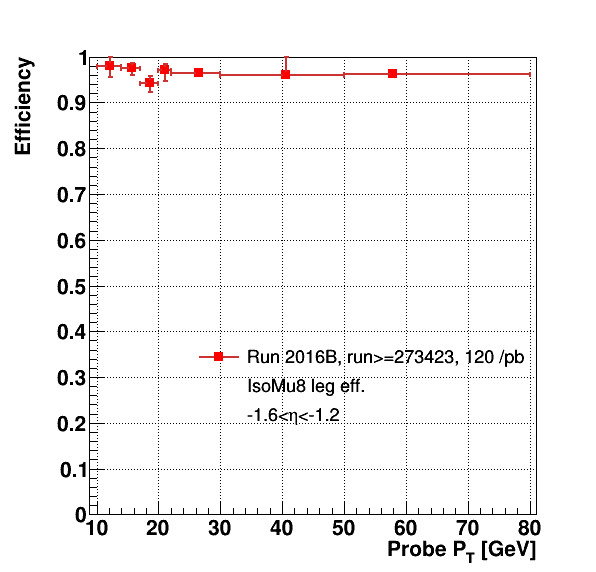 Efficiency
1
0.9
0.8
0.7
0.6
0.5
0.4
0.3
0.2
0.1
0
Run 2016B, run>=273423, 120 /pb
IsoMu8 leg eff.
-1.6<η<-1.2
10 20 30 40 50 60 70 80
Probe P_T [GeV]